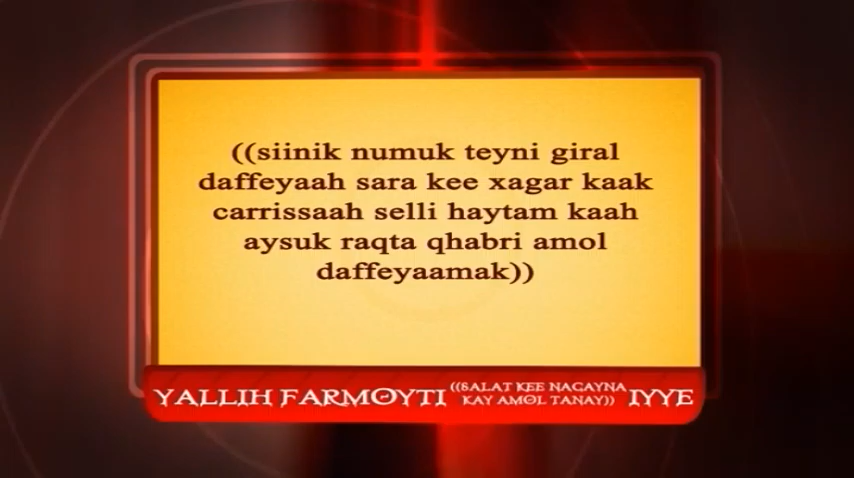 ((siinik numuk teyni giral
daffeyaah sara kee xagar kaak
carrissaah selli haytam kaah
aysuk raqta qhabri amol
daffeyaamak))
YALLIH FARMOYTI ((SALAT KEE NAGAYNA KAY AMOL TANAY)) IYYE